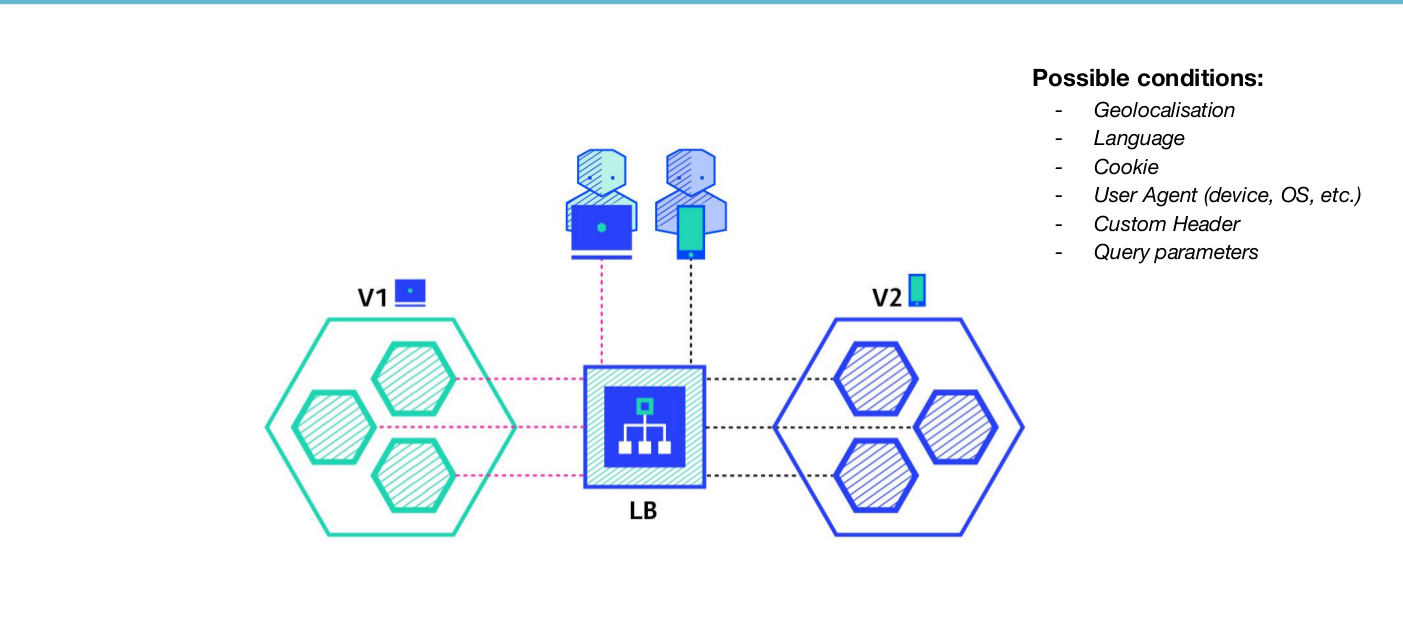 Possible conditions:
- Geolocalisation
- Language
- Cookie
- User Agent (device, OS, etc.)
- Custom Header
- Query parameters
V1
V2
LB